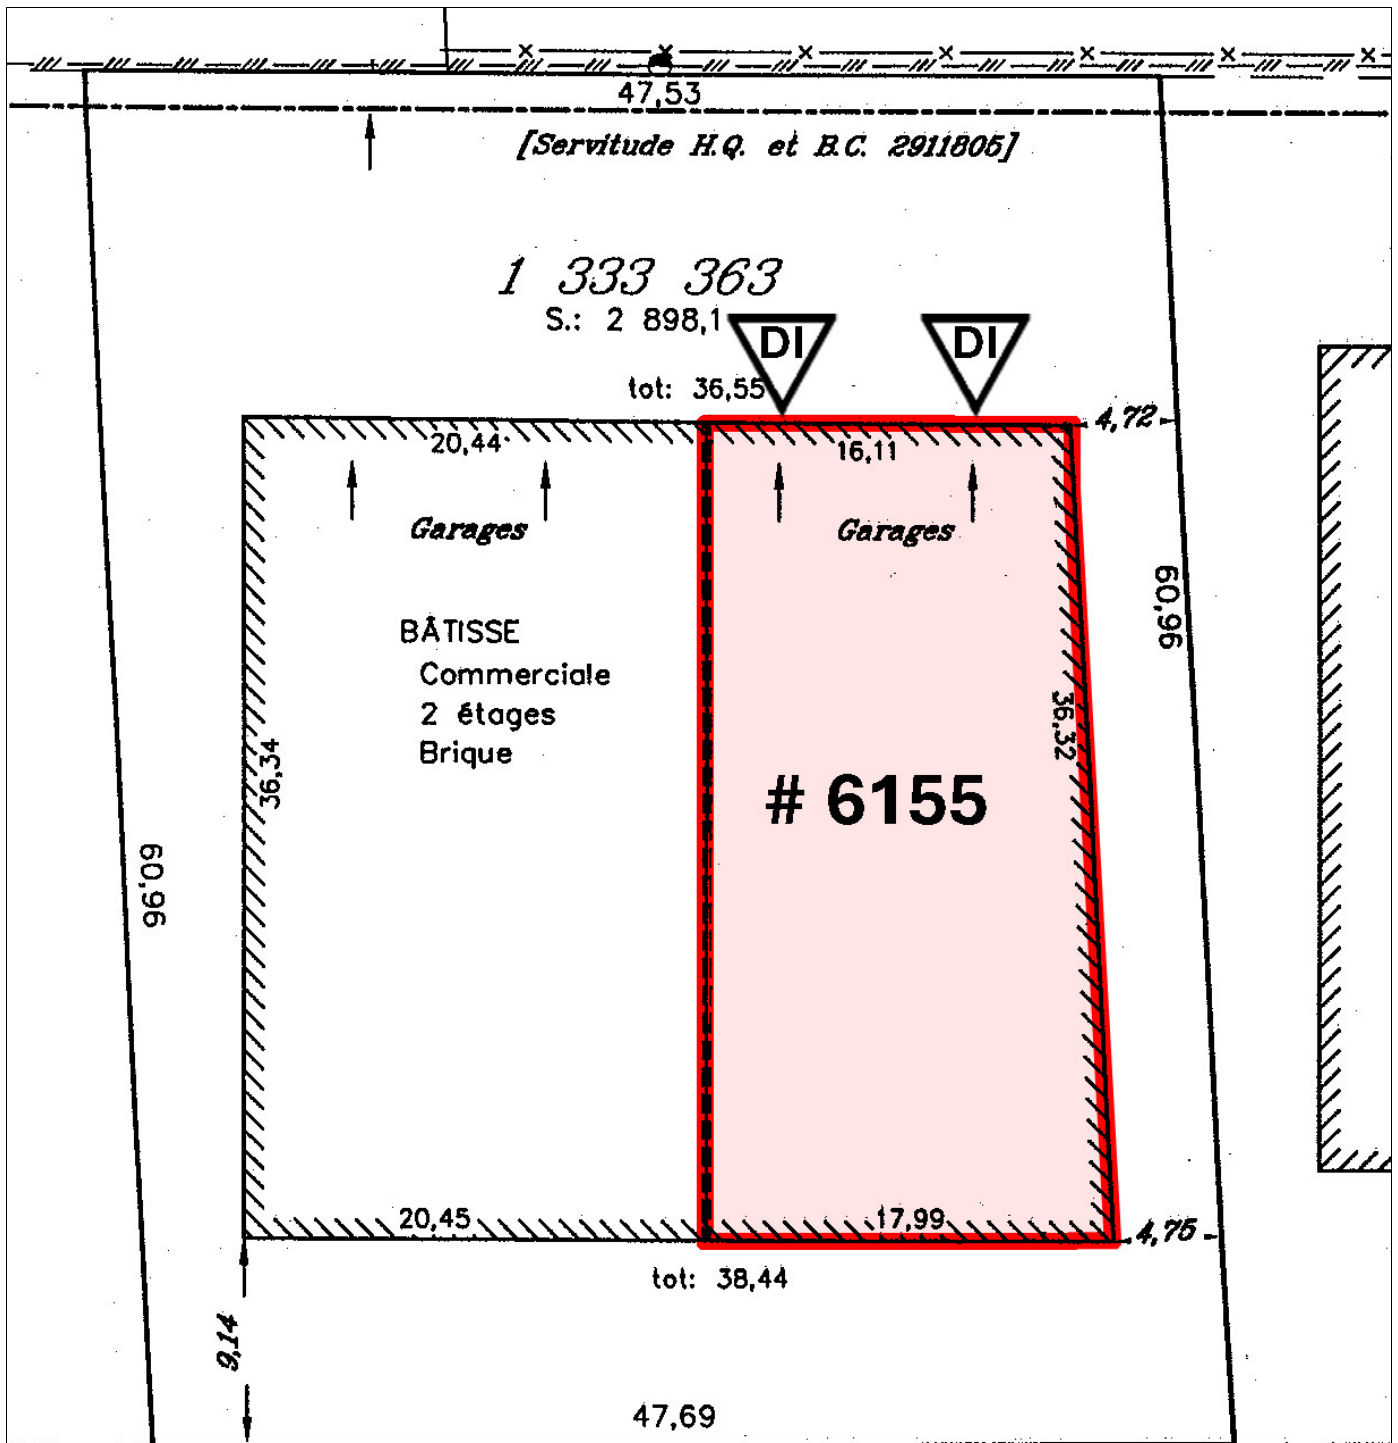 47,53
[Servitude H.Q. et B.C. 2911805]
1 333 363
S.: 2 898,1
DI
DI
tot: 36,55
4,72
20,44
16,11
Garages
Garages
60,96
BÂTISSE
Commerciale
2 étages
Brique
36,32
36,34
# 6155
60,96
20,45
17,99
4,75
tot: 38,44
9,14
47,69